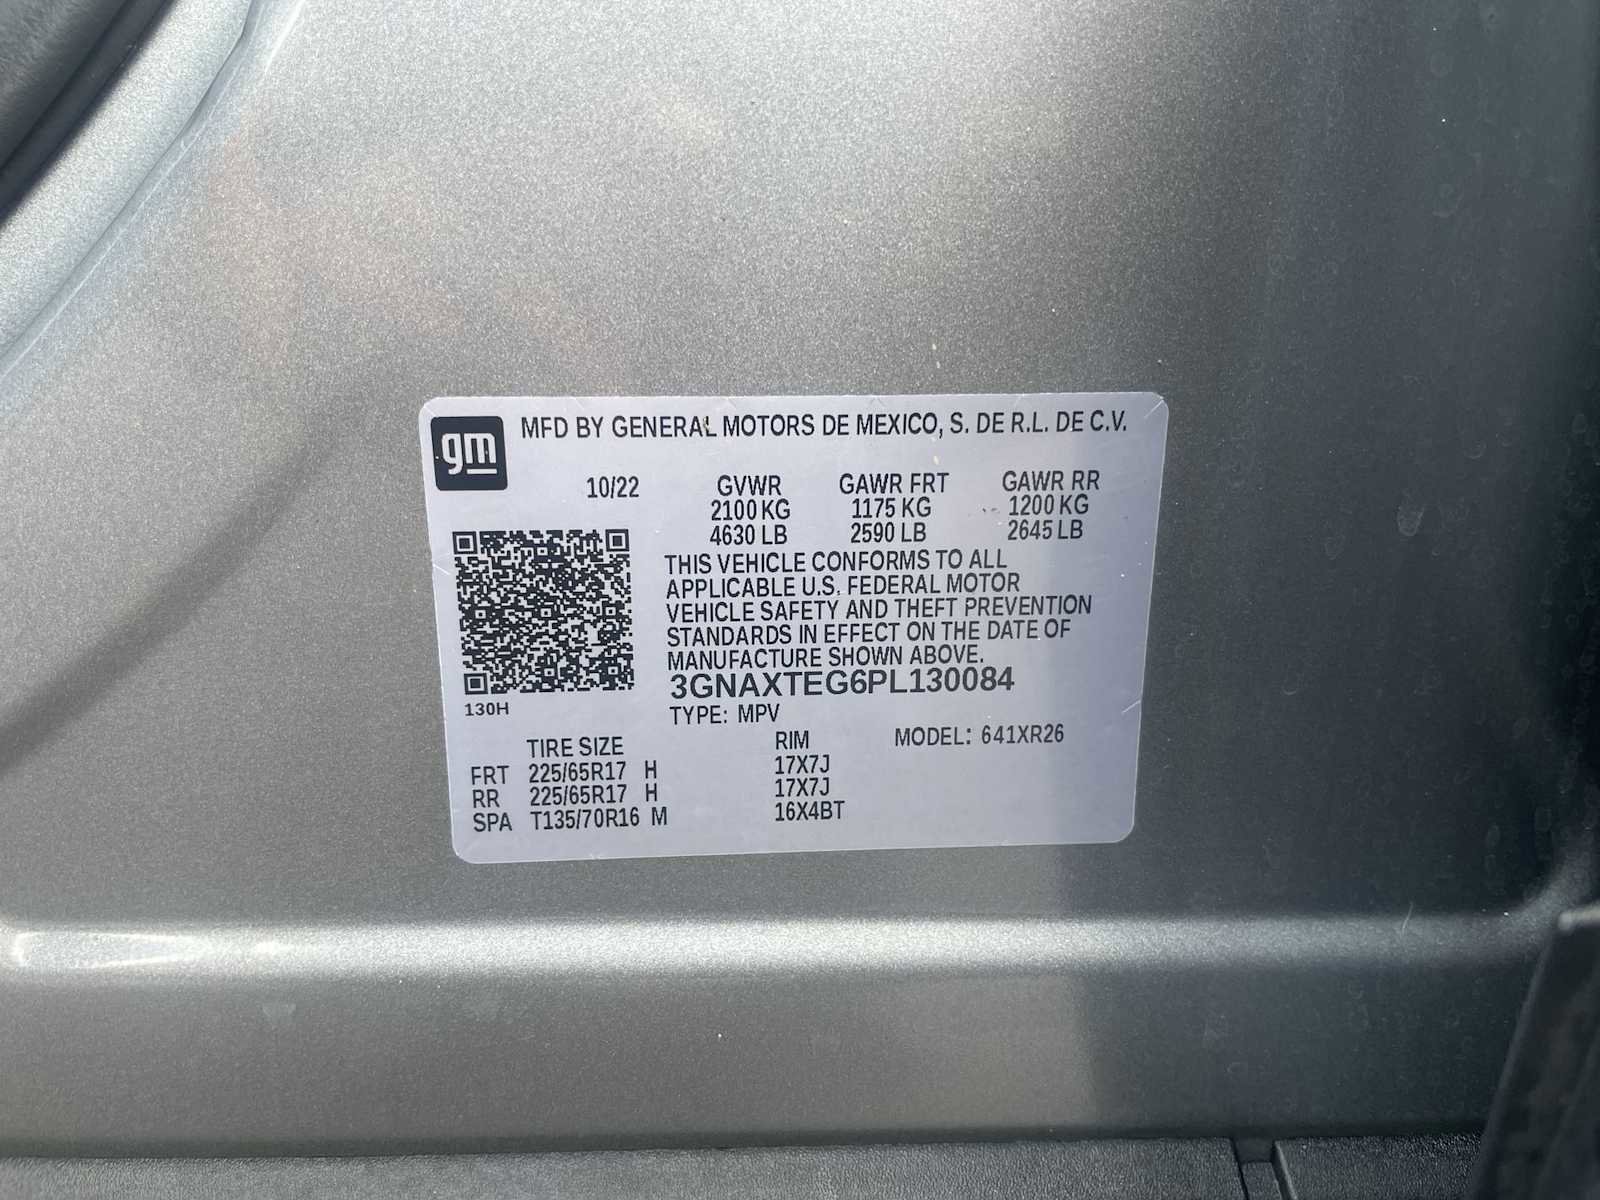 gm
MFD BY GENERAL MOTORS DE MEXICO, S. DE R.L. DE C.V.
10/22 GVWR GAWR FRT GAWR RR
2100 KG 1175 KG 1200 KG
4630 LB 2590 LB 2645 LB
THIS VEHICLE CONFORMS TO ALL
APPLICABLE U.S. FEDERAL MOTOR
VEHICLE SAFETY AND THEFT PREVENTION
STANDARDS IN EFFECT ON THE DATE OF
MANUFACTURE SHOWN ABOVE.
3GNAXTEG6PL130084
130H
TYPE: MPV
TIRE SIZE RIM MODEL: 641XR26
FRT 225/65R17 H 17X7J
RR 225/65R17 H 17X7J
SPA T135/70R16 M 16X4BT